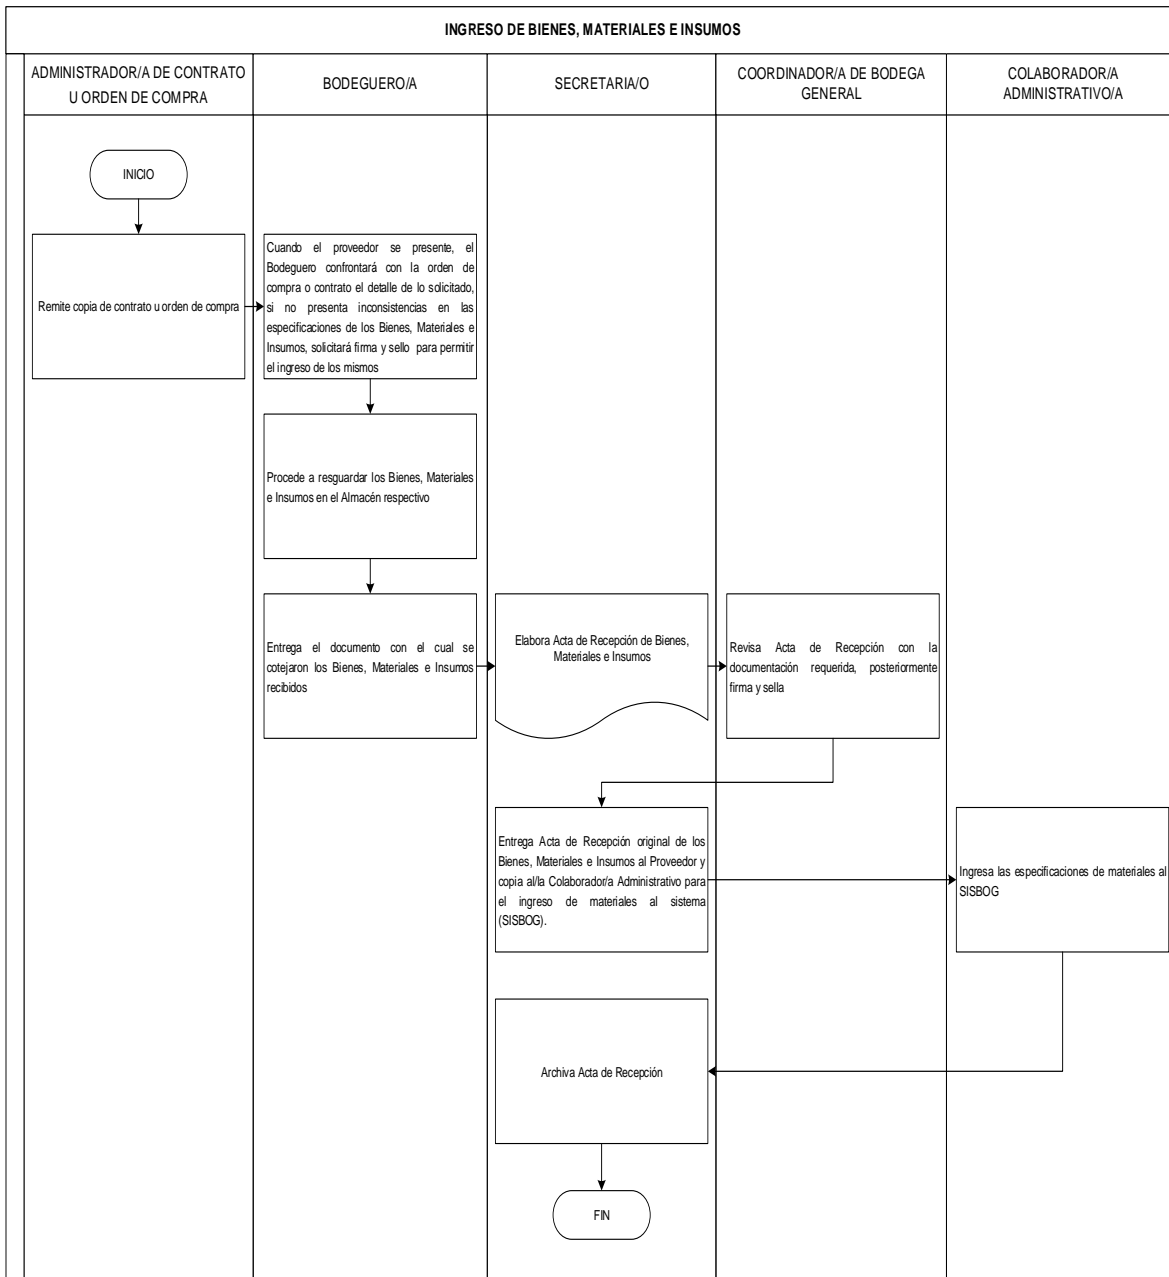 INGRESO DE BIENES, MATERIALES E INSUMOS
ADMINISTRADOR/A DE CONTRATO
U ORDEN DE COMPRA
BODEGUERO/A
SECRETARIA/O
COORDINADOR/A DE BODEGA
GENERAL
COLABORADOR/A
ADMINISTRATIVO/A
INICIO
Remite copia de contrato u orden de compra
Cuando el proveedor se presente, el
Bodeguero confrontará con la orden de
compra o contrato el detalle de lo solicitado,
si no presenta inconsistencias en las
especificaciones de los Bienes, Materiales e
Insumos, solicitará firma y sello para permitir
el ingreso de los mismos
Procede a resguardar los Bienes, Materiales
e Insumos en el Almacén respectivo
Entrega el documento con el cual se
cotejaron los Bienes, Materiales e Insumos
recibidos
Elabora Acta de Recepción de Bienes,
Materiales e Insumos
Revisa Acta de Recepción con la
documentación requerida, posteriormente
firma y sella
Entrega Acta de Recepción original de los
Bienes, Materiales e Insumos al Proveedor y
copia al/la Colaborador/a Administrativo para
el ingreso de materiales al sistema
(SISBOG).
Ingresa las especificaciones de materiales al
SISBOG
Archiva Acta de Recepción
FIN